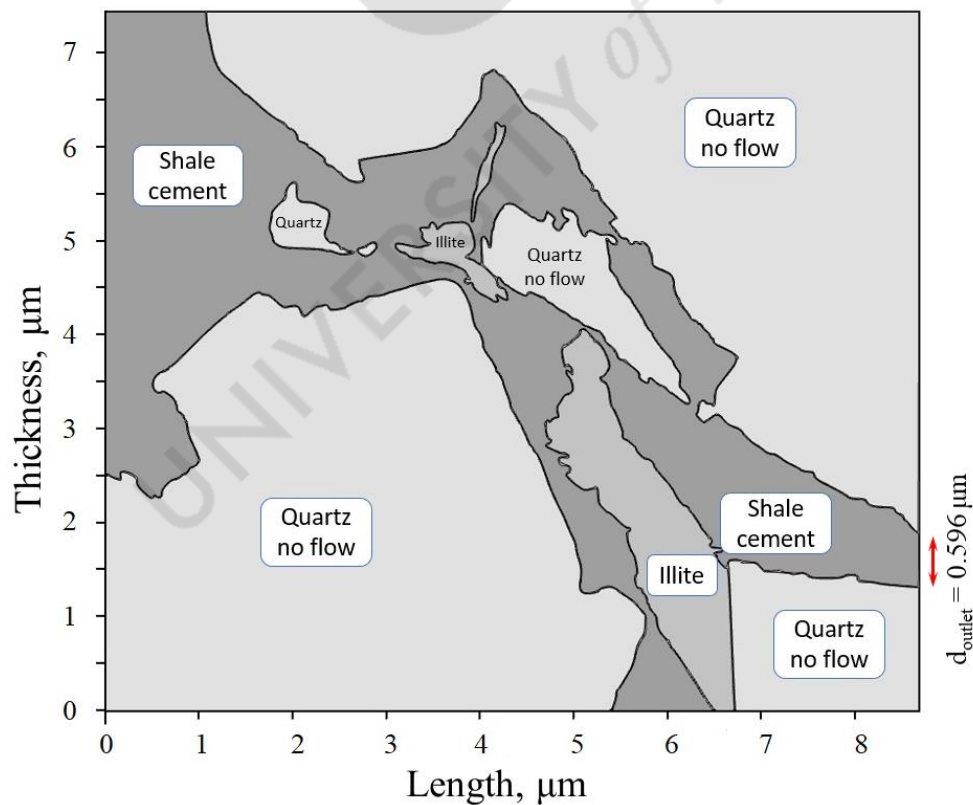 7
6
5
4
3
2
1
0
Thickness, μm
0
1
2
3
4
5
6
7
8
Length, μm
Shale
cement
Quartz
no flow
Quartz
Illite
Quartz
no flow
Quartz
no flow
Shale
cement
Illite
Quartz
no flow
d_outlet = 0.596 μm
UNIVERSITY of